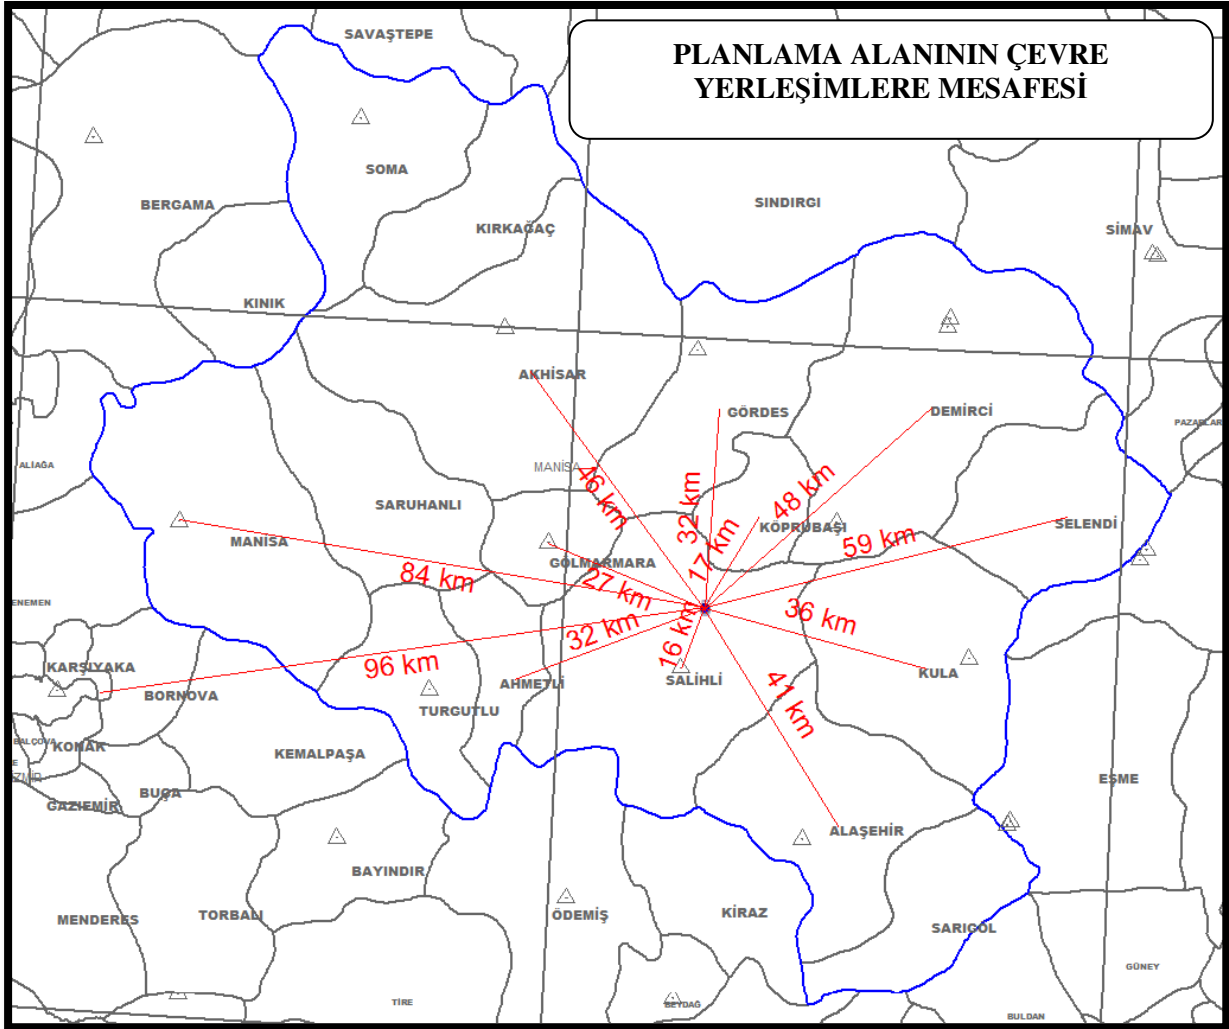 PLANLAMA ALANININ ÇEVRE
YERLEŞİMLERE MESAFESİ
SAVAŞTEPE
SOMA
BERGAMA
SINDIRGI
KIRKAĞAÇ
SİMAV
KINIK
AKHİSAR
GÖRDES
DEMİRCİ
ALİAĞA
MANİSA
46 km
32 km
48 km
SARUHANLI
KÖPRÜBAŞI
SELENDİ
MANİSA
17 km
59 km
GÖLMARMARA
84 km
27 km
36 km
32 km
16 km
96 km
KARŞIYAKA
BORNOVA
AHMETLİ
SALİHLİ
KULA
41 km
TURGUTLU
BALÇOVA
KONAK
KEMALPAŞA
EŞME
BUCA
GAZİEMİR
ALAŞEHİR
BAYINDIR
MENDERES
TORBALI
ÖDEMİŞ
KİRAZ
SARIGÖL
GÜNEY
TİRE
BEYDAĞ
BULDAN